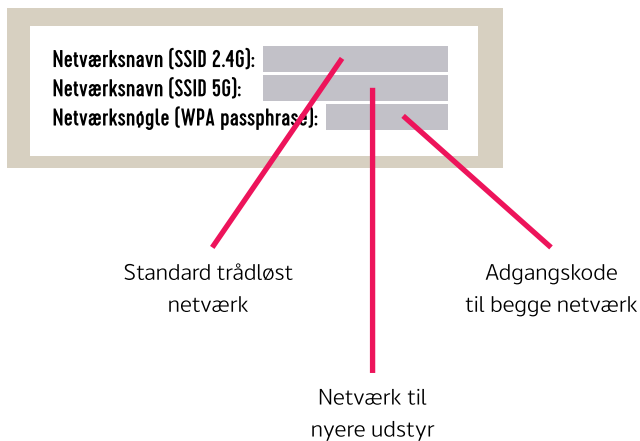 Netværksnavn (SSID 2.4G):
Netværksnavn (SSID 5G):
Netværksnøgle (WPA passphrase):
Standard trådløst
netværk
Adgangskode
til begge netværk
Netværk til
nyere udstyr